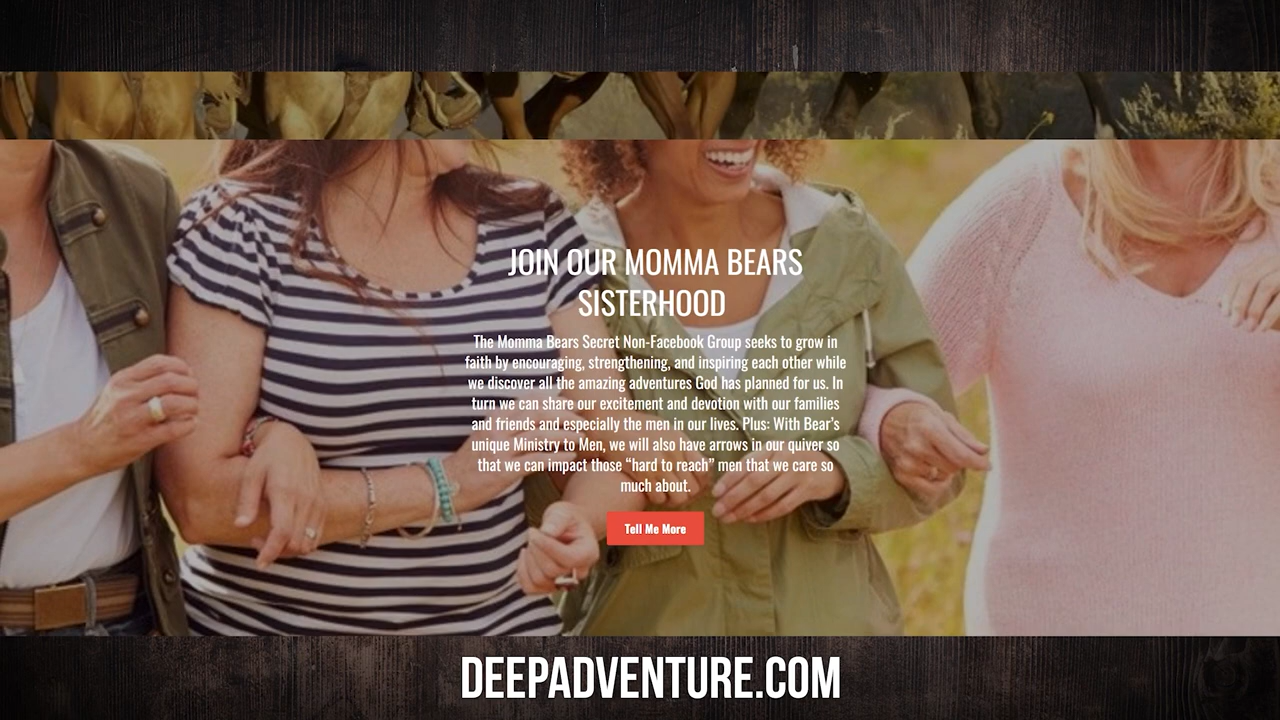 JOIN OUR MOMMA BEARS
SISTERHOOD
The Momma Bears Secret Non-Facebook Group seeks to grow in
faith by encouraging, strengthening, and inspiring each other while
we discover all the amazing adventures God has planned for us. In
turn we can share our excitement and devotion with our families
and friends and especially the men in our lives. Plus: With Bear’s
unique Ministry to Men, we will also have arrows in our quiver so
that we can impact those “hard to reach” men that we care so
much about.
Tell Me More
DEEPADVENTURE.COM